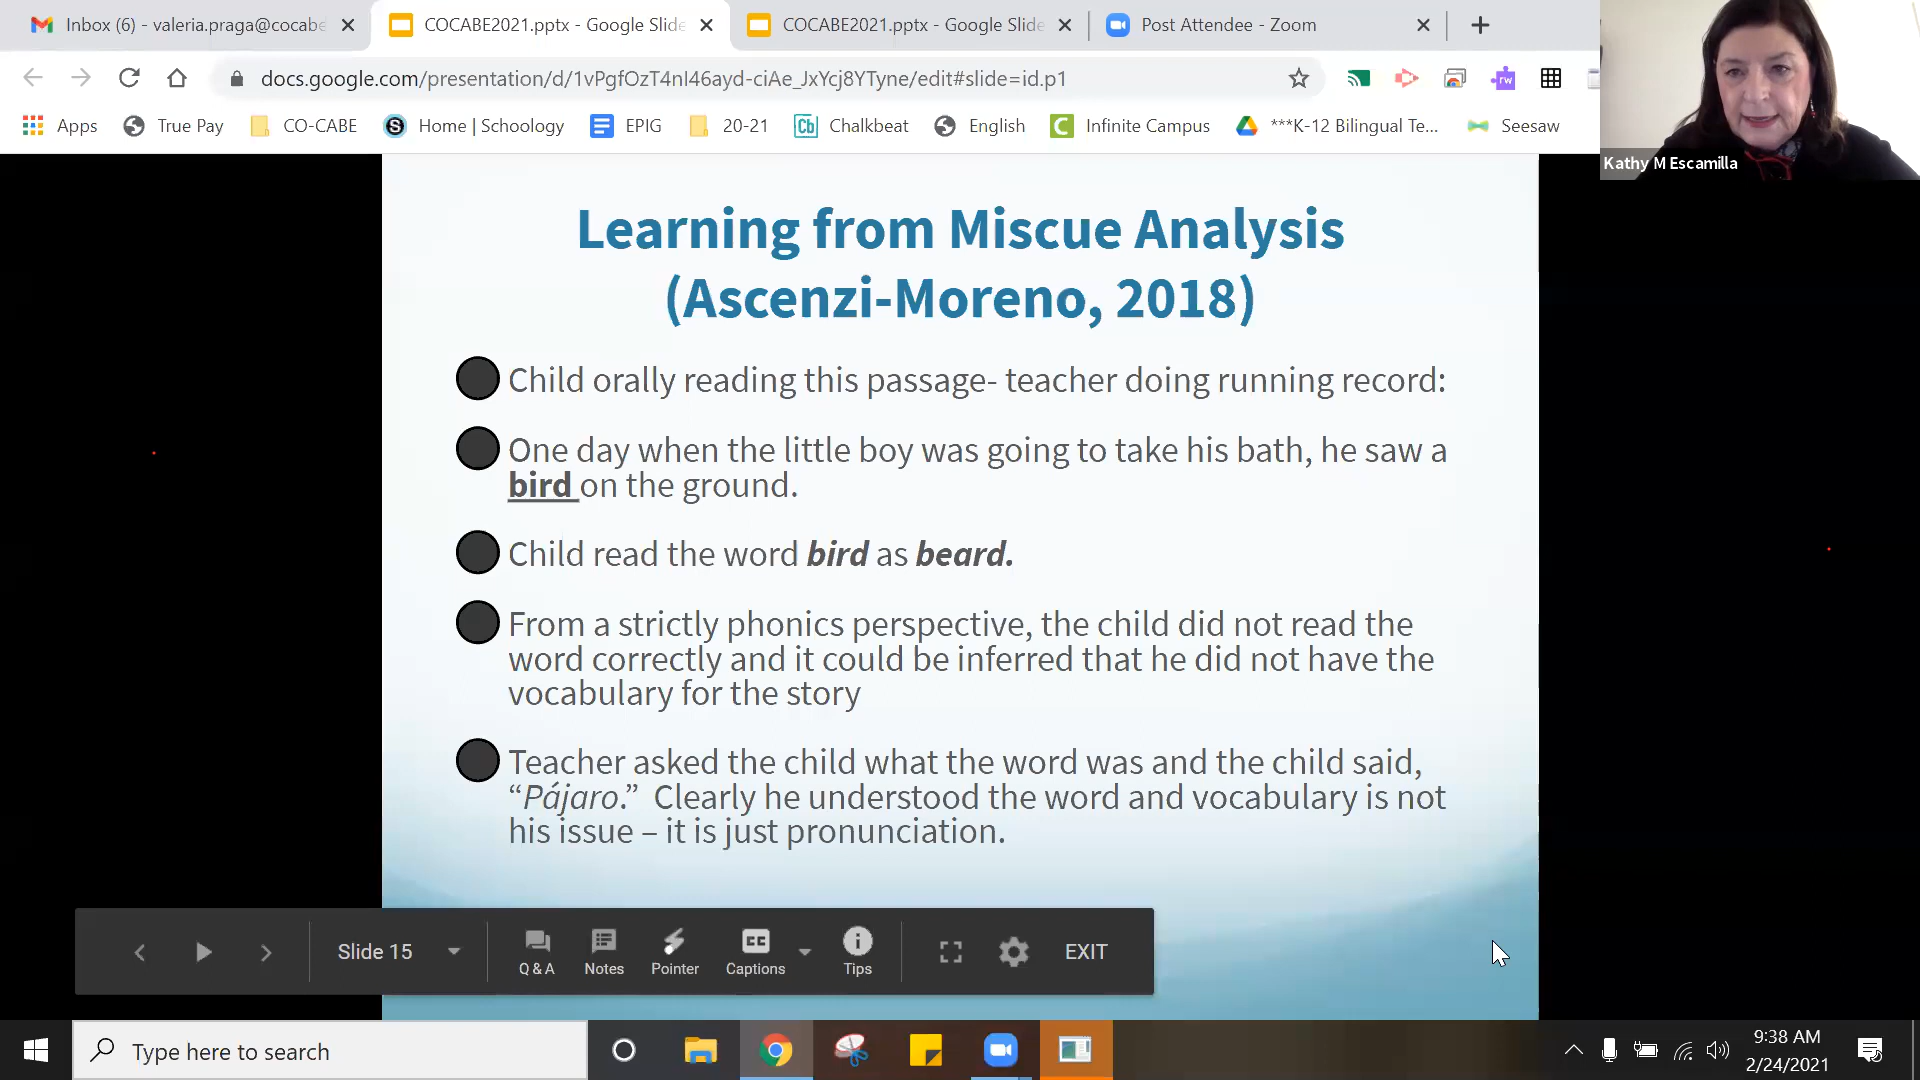 Inbox (6) - valeria.praga@cocabe
COCABE2021.pptx - Google Slide
COCABE2021.pptx - Google Slide
Post Attendee - Zoom
docs.google.com/presentation/d/1vPgfOzT4nI46ayd-ciAe_JxYcj8YTyne/edit#slide=id.p1
rw
Apps
True Pay
CO-CABE
Home | Schoology
EPIG
20-21
Cb
Chalkbeat
English
Infinite Campus
***K-12 Bilingual Te...
Seesaw
Kathy M Escamilla
Learning from Miscue Analysis
(Ascenzi-Moreno, 2018)
Child orally reading this passage- teacher doing running record:
One day when the little boy was going to take his bath, he saw a
bird on the ground.
Child read the word bird as beard.
From a strictly phonics perspective, the child did not read the
word correctly and it could be inferred that he did not have the
vocabulary for the story
Teacher asked the child what the word was and the child said,
“Pájaro.”  Clearly he understood the word and vocabulary is not
his issue – it is just pronunciation.
Slide 15
Q & A
Notes
Pointer
CC
Captions
Tips
EXIT
Type here to search
9:38 AM
2/24/2021